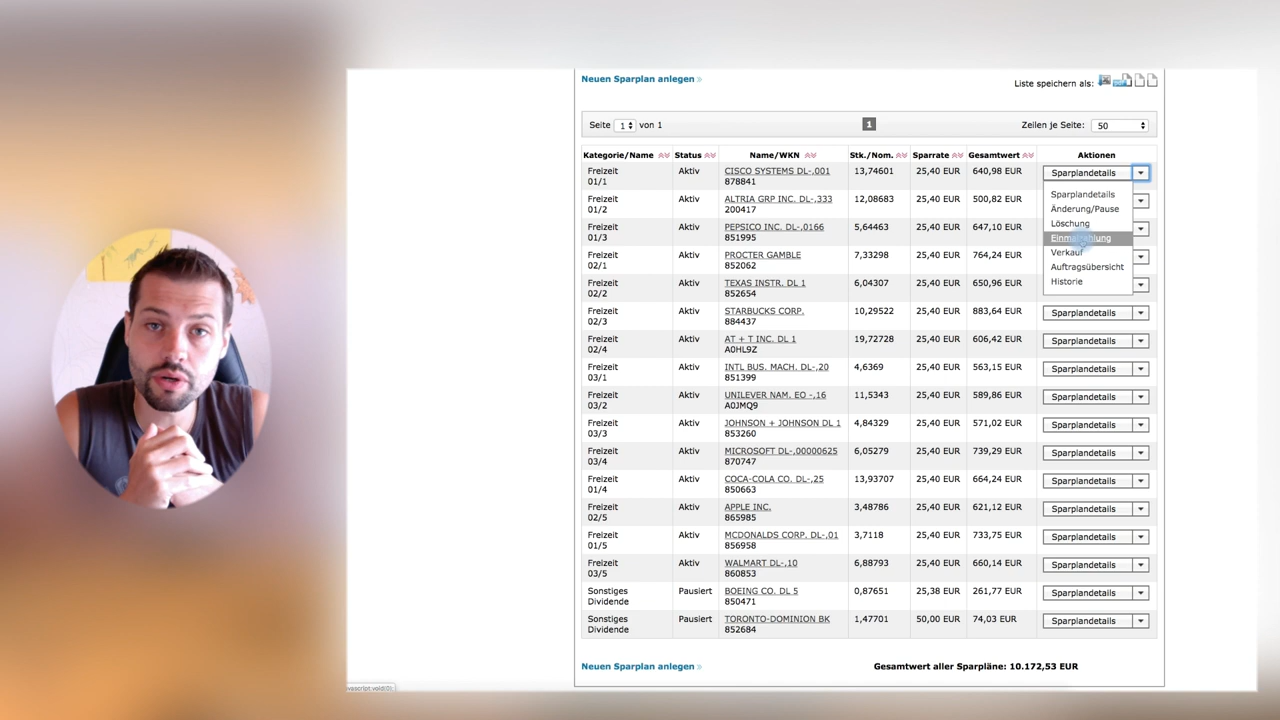 Neuen Sparplan anlegen »
Liste speichern als:
Seite 1 von 1
1
Zeilen je Seite: 50
Kategorie/Name Status Name/WKN Stk./Nom. Sparrate Gesamtwert Aktionen
Freizeit 01/1 Aktiv CISCO SYSTEMS DL-,001 878841 13,74601 25,40 EUR 640,98 EUR Sparplandetails
Sparplandetails
Änderung/Pause
Löschung
Einmalzahlung
Verkauf
Auftragsübersicht
Historie
Freizeit 01/2 Aktiv ALTRIA GRP INC. DL-,333 200417 12,08683 25,40 EUR 500,82 EUR
Freizeit 01/3 Aktiv PEPSICO INC. DL-,0166 851995 5,64463 25,40 EUR 647,10 EUR
Freizeit 02/1 Aktiv PROCTER GAMBLE 852062 7,33298 25,40 EUR 764,24 EUR
Freizeit 02/2 Aktiv TEXAS INSTR. DL 1 852654 6,04307 25,40 EUR 650,96 EUR
Freizeit 02/3 Aktiv STARBUCKS CORP. 884437 10,29522 25,40 EUR 883,64 EUR Sparplandetails
Freizeit 02/4 Aktiv AT + T INC. DL 1 A0HL9Z 19,72728 25,40 EUR 606,42 EUR Sparplandetails
Freizeit 03/1 Aktiv INTL BUS. MACH. DL-,20 851399 4,6369 25,40 EUR 563,15 EUR Sparplandetails
Freizeit 03/2 Aktiv UNILEVER NAM. EO -,16 A0JMQ9 11,5343 25,40 EUR 589,86 EUR Sparplandetails
Freizeit 03/3 Aktiv JOHNSON + JOHNSON DL 1 853260 4,84329 25,40 EUR 571,02 EUR Sparplandetails
Freizeit 03/4 Aktiv MICROSOFT DL-,00000625 870747 6,05279 25,40 EUR 739,29 EUR Sparplandetails
Freizeit 01/4 Aktiv COCA-COLA CO. DL-,25 850663 13,93707 25,40 EUR 664,24 EUR Sparplandetails
Freizeit 02/5 Aktiv APPLE INC. 865985 3,48786 25,40 EUR 621,12 EUR Sparplandetails
Freizeit 01/5 Aktiv MCDONALDS CORP. DL-,01 856958 3,7118 25,40 EUR 733,75 EUR Sparplandetails
Freizeit 03/5 Aktiv WALMART DL-,10 860853 6,88793 25,40 EUR 660,14 EUR Sparplandetails
Sonstiges Dividende Pausiert BOEING CO. DL 5 850471 0,87651 25,38 EUR 261,77 EUR Sparplandetails
Sonstiges Dividende Pausiert TORONTO-DOMINION BK 852684 1,47701 50,00 EUR 74,03 EUR Sparplandetails
Neuen Sparplan anlegen »
Gesamtwert aller Sparpläne: 10.172,53 EUR